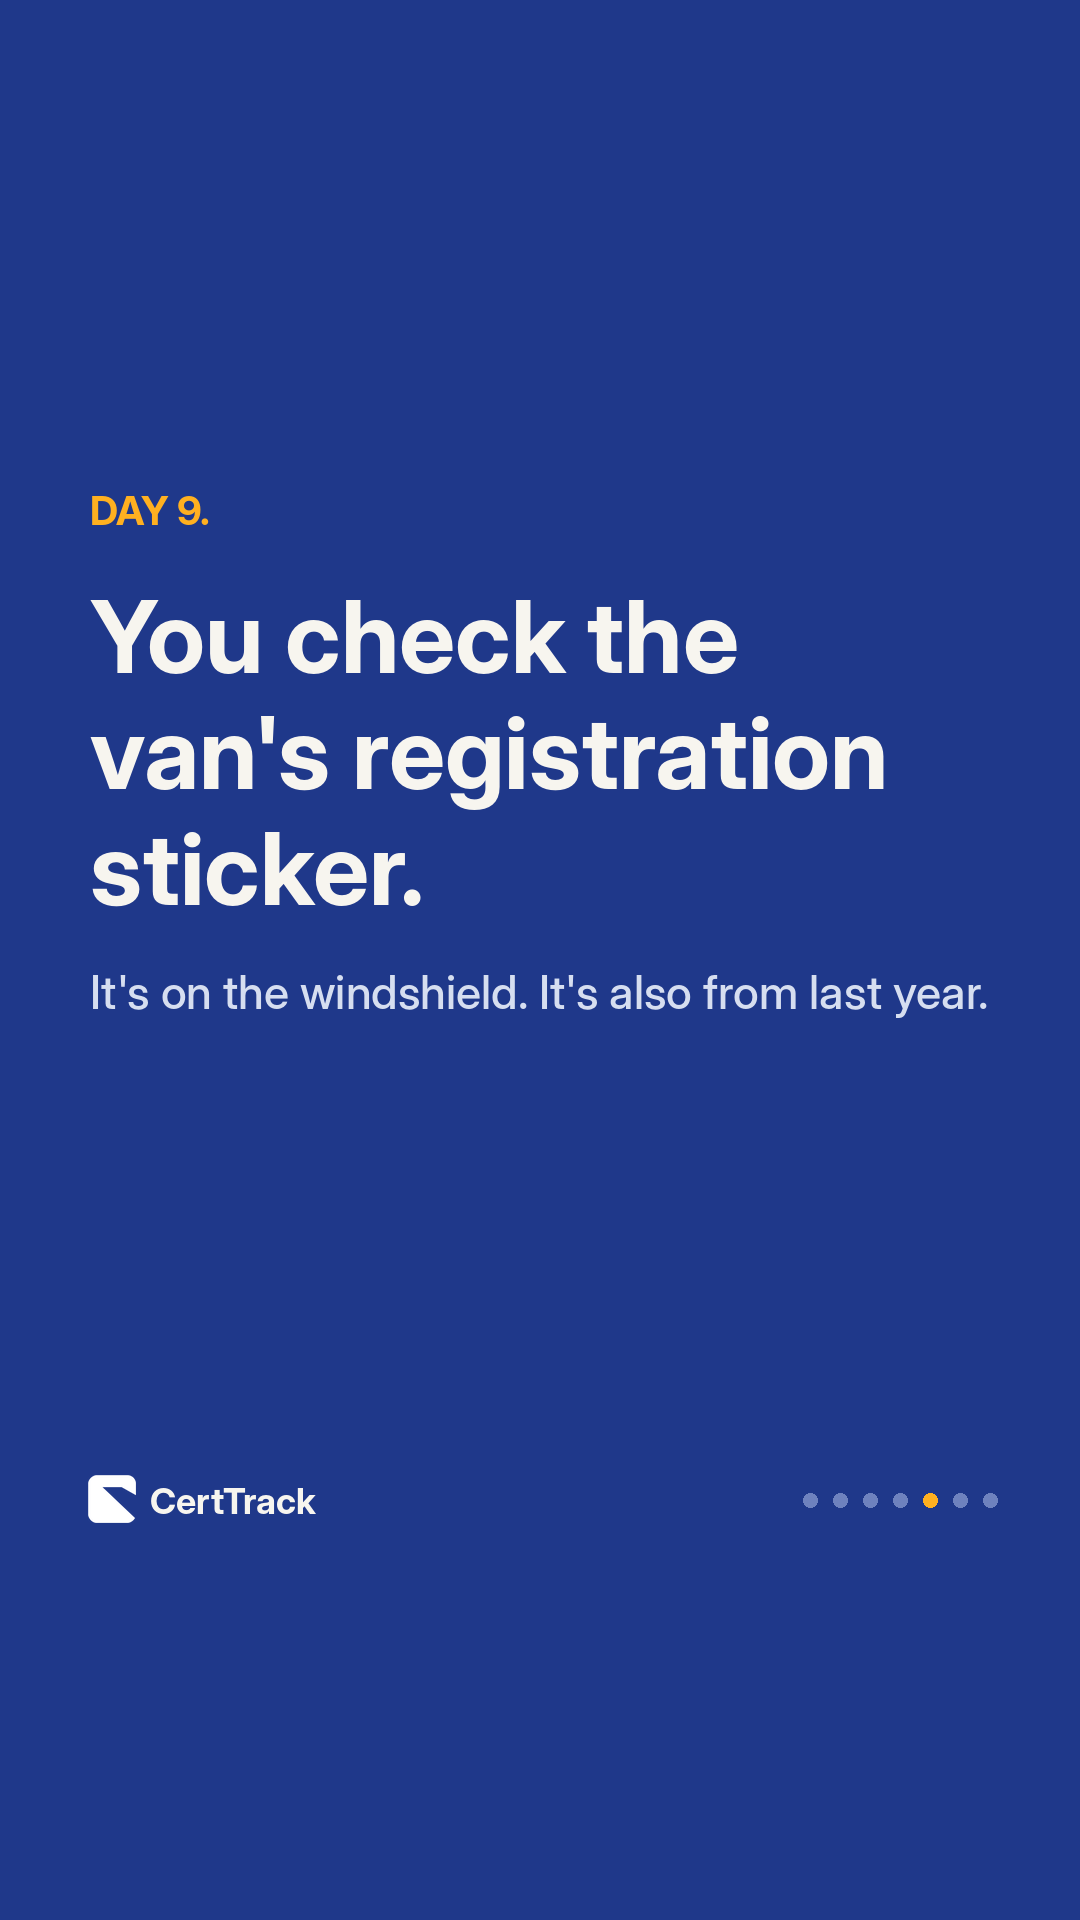 DAY 9.
You check the
van's registration
sticker.
It's on the windshield. It's also from last year.
CertTrack